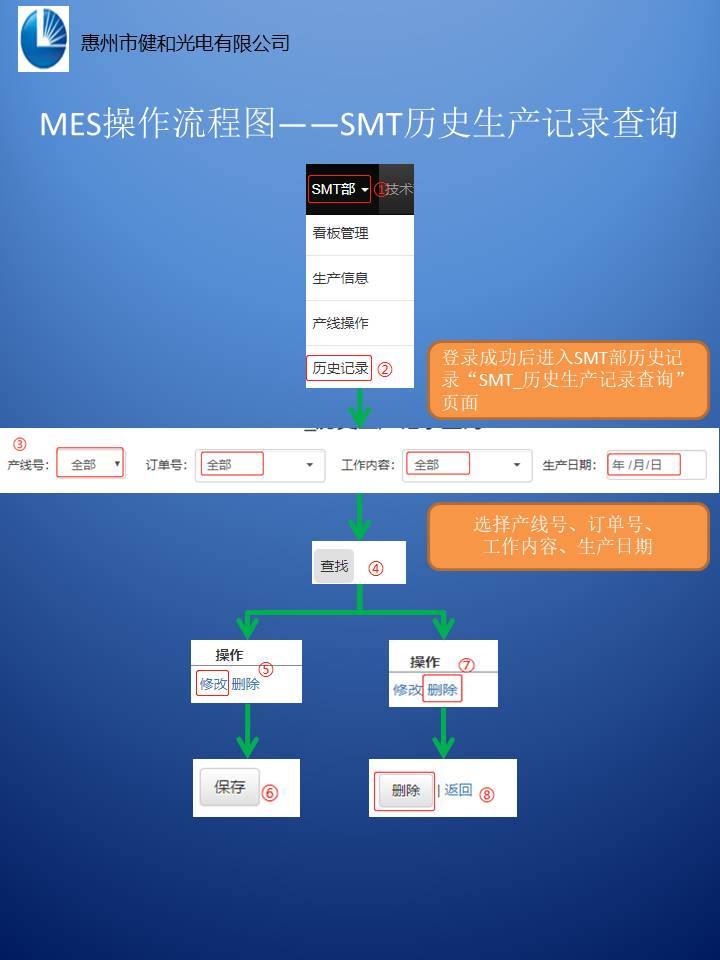 惠州市健和光电有限公司
MES操作流程图——SMT历史生产记录查询
SMT部 ①技术
看板管理
生产信息
产线操作
历史记录 ②
登录成功后进入SMT部历史记
录“SMT_历史生产记录查询”
页面
③
产线号: 全部 订单号: 全部 工作内容: 全部 生产日期: 年 /月/日
选择产线号、订单号、
工作内容、生产日期
查找 ④
操作
⑤
修改 删除
操作 ⑦
修改 删除
保存 ⑥
删除 | 返回 ⑧